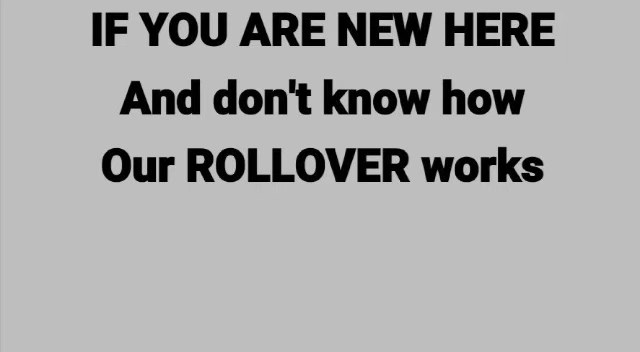 IF YOU ARE NEW HERE
And don't know how
Our ROLLOVER works